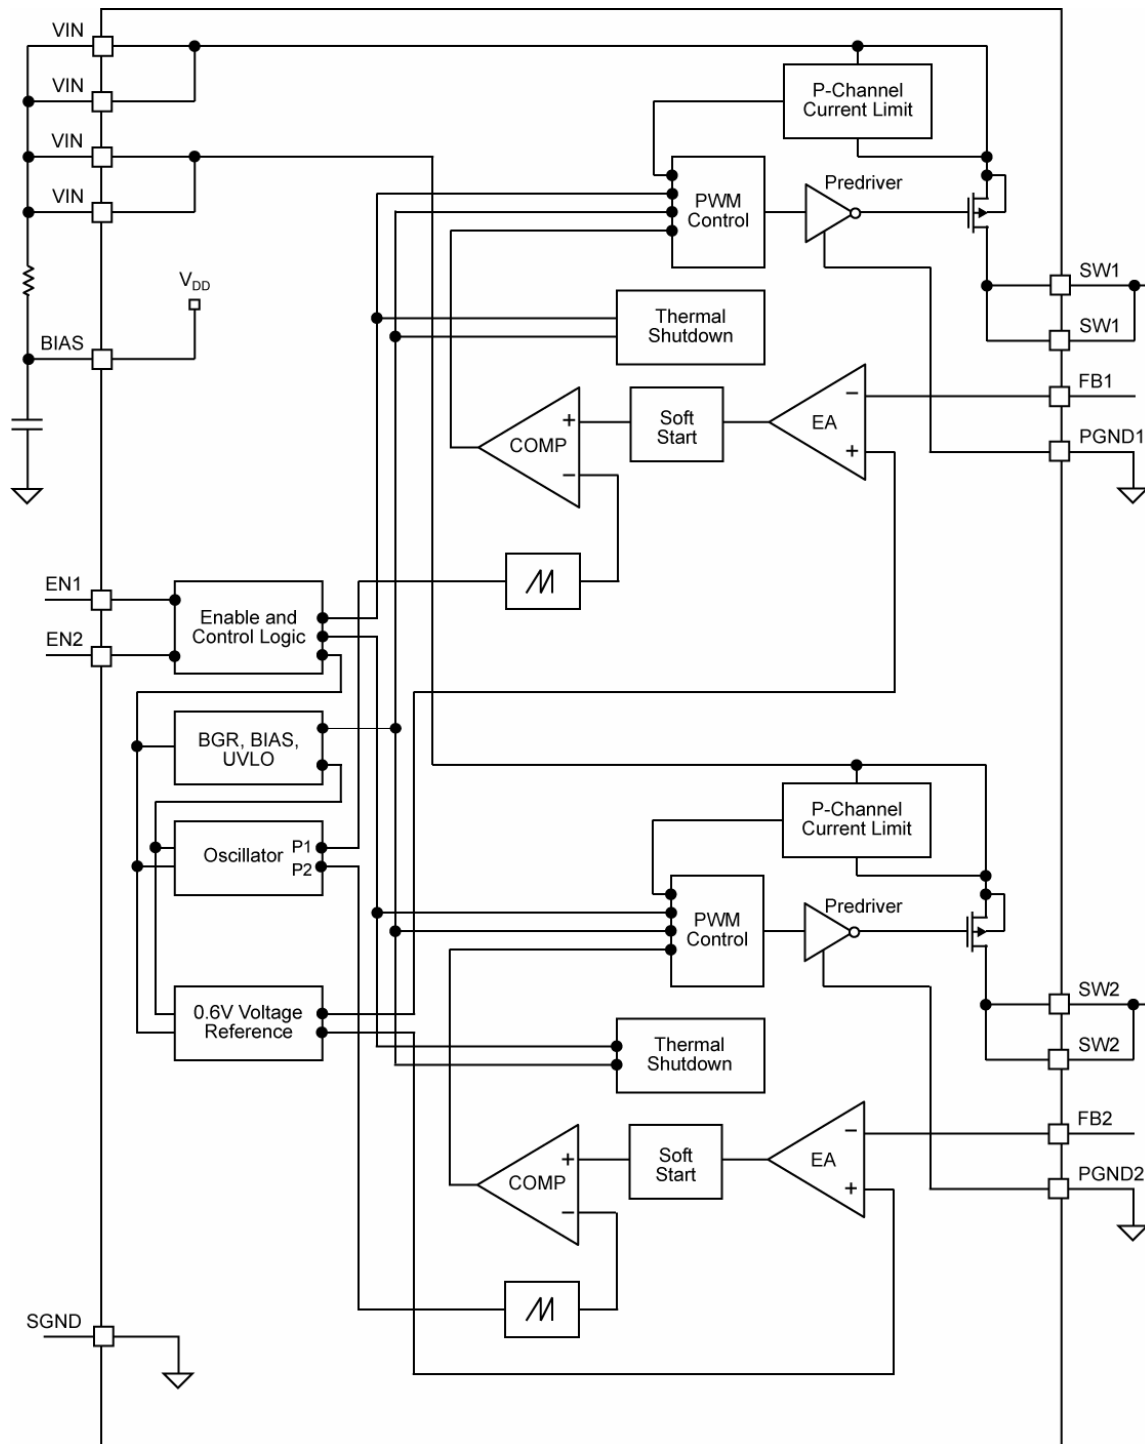 VIN
VIN
P-Channel
Current Limit
VIN
VIN
PWM
Control
Predriver
VDD
SW1
BIAS
Thermal
Shutdown
SW1
FB1
Soft
Start
EA
−
+
COMP
+
−
PGND1
EN1
Enable and
Control Logic
EN2
BGR, BIAS,
UVLO
P-Channel
Current Limit
Oscillator
P1
P2
PWM
Control
Predriver
0.6V Voltage
Reference
SW2
Thermal
Shutdown
SW2
FB2
Soft
Start
EA
−
+
COMP
+
−
PGND2
SGND